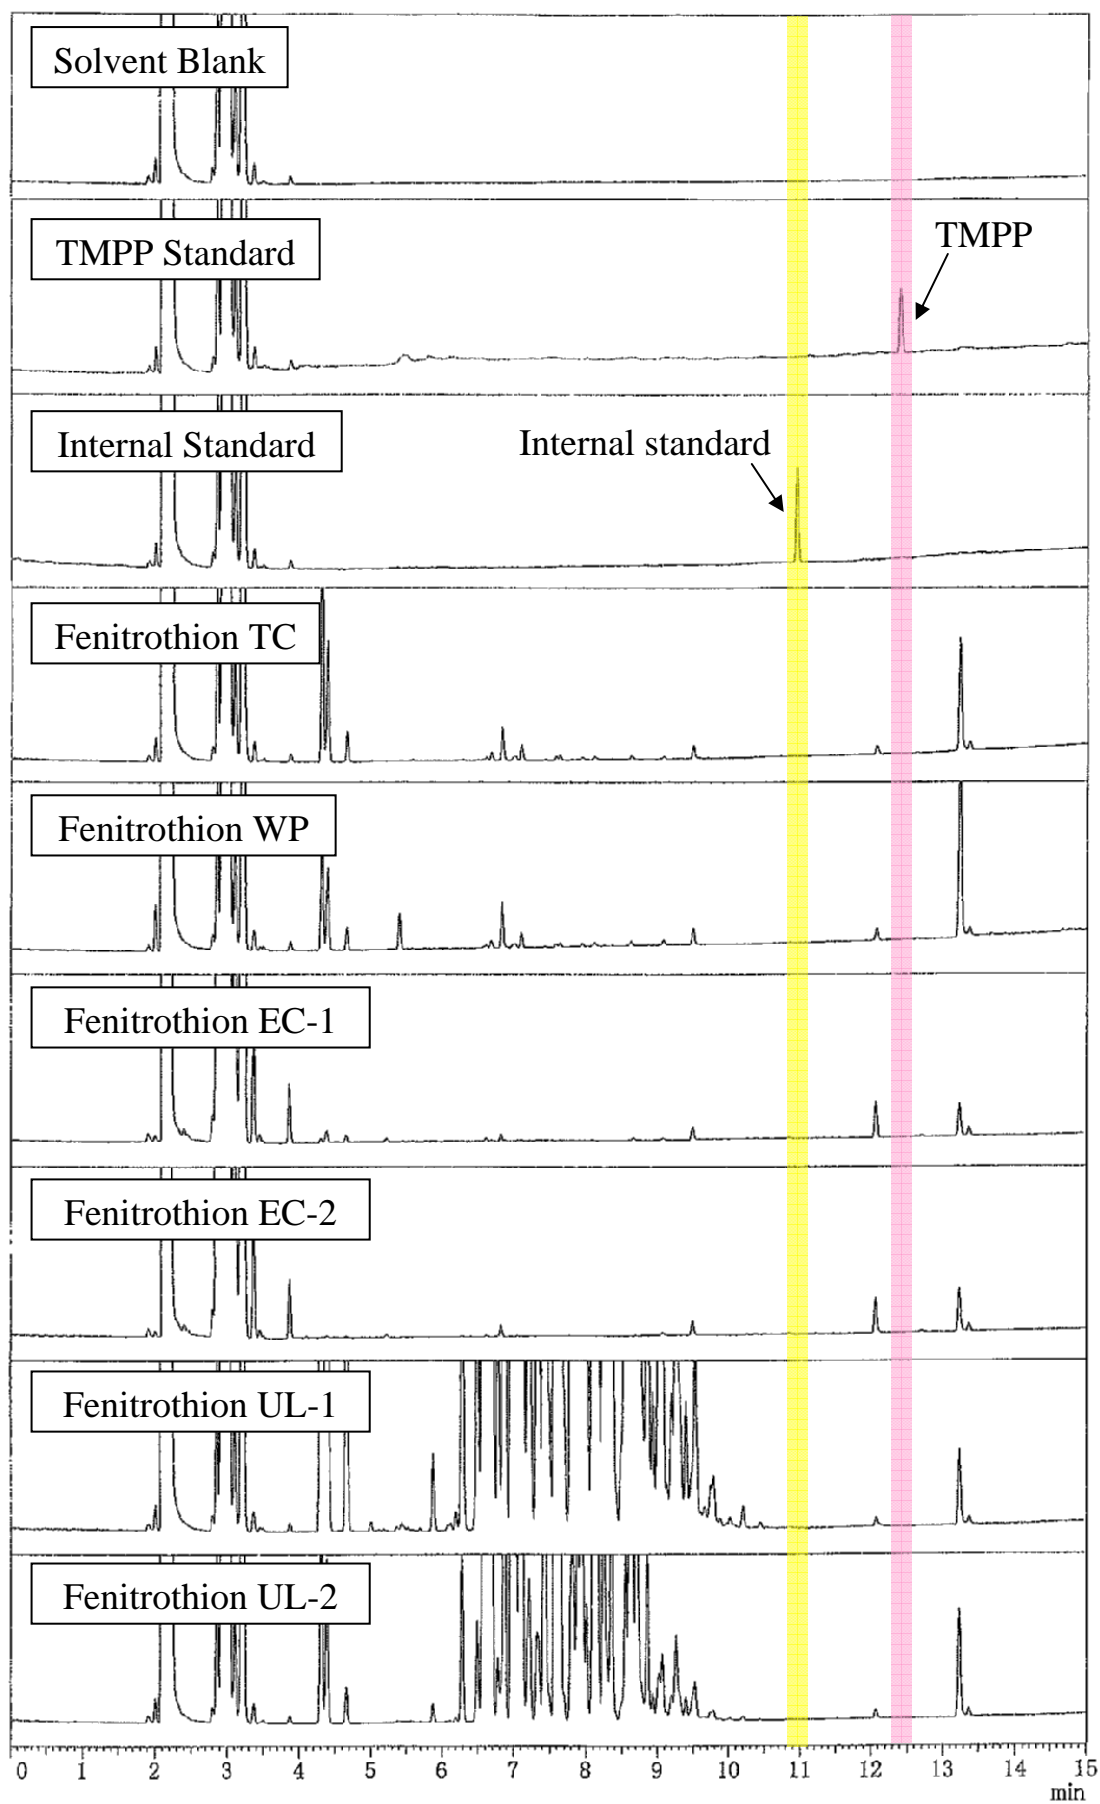 Solvent Blank
TMPP Standard
TMPP
Internal Standard
Internal standard
Fenitrothion TC
Fenitrothion WP
Fenitrothion EC-1
Fenitrothion EC-2
Fenitrothion UL-1
Fenitrothion UL-2
0 1 2 3 4 5 6 7 8 9 10 11 12 13 14 15
min